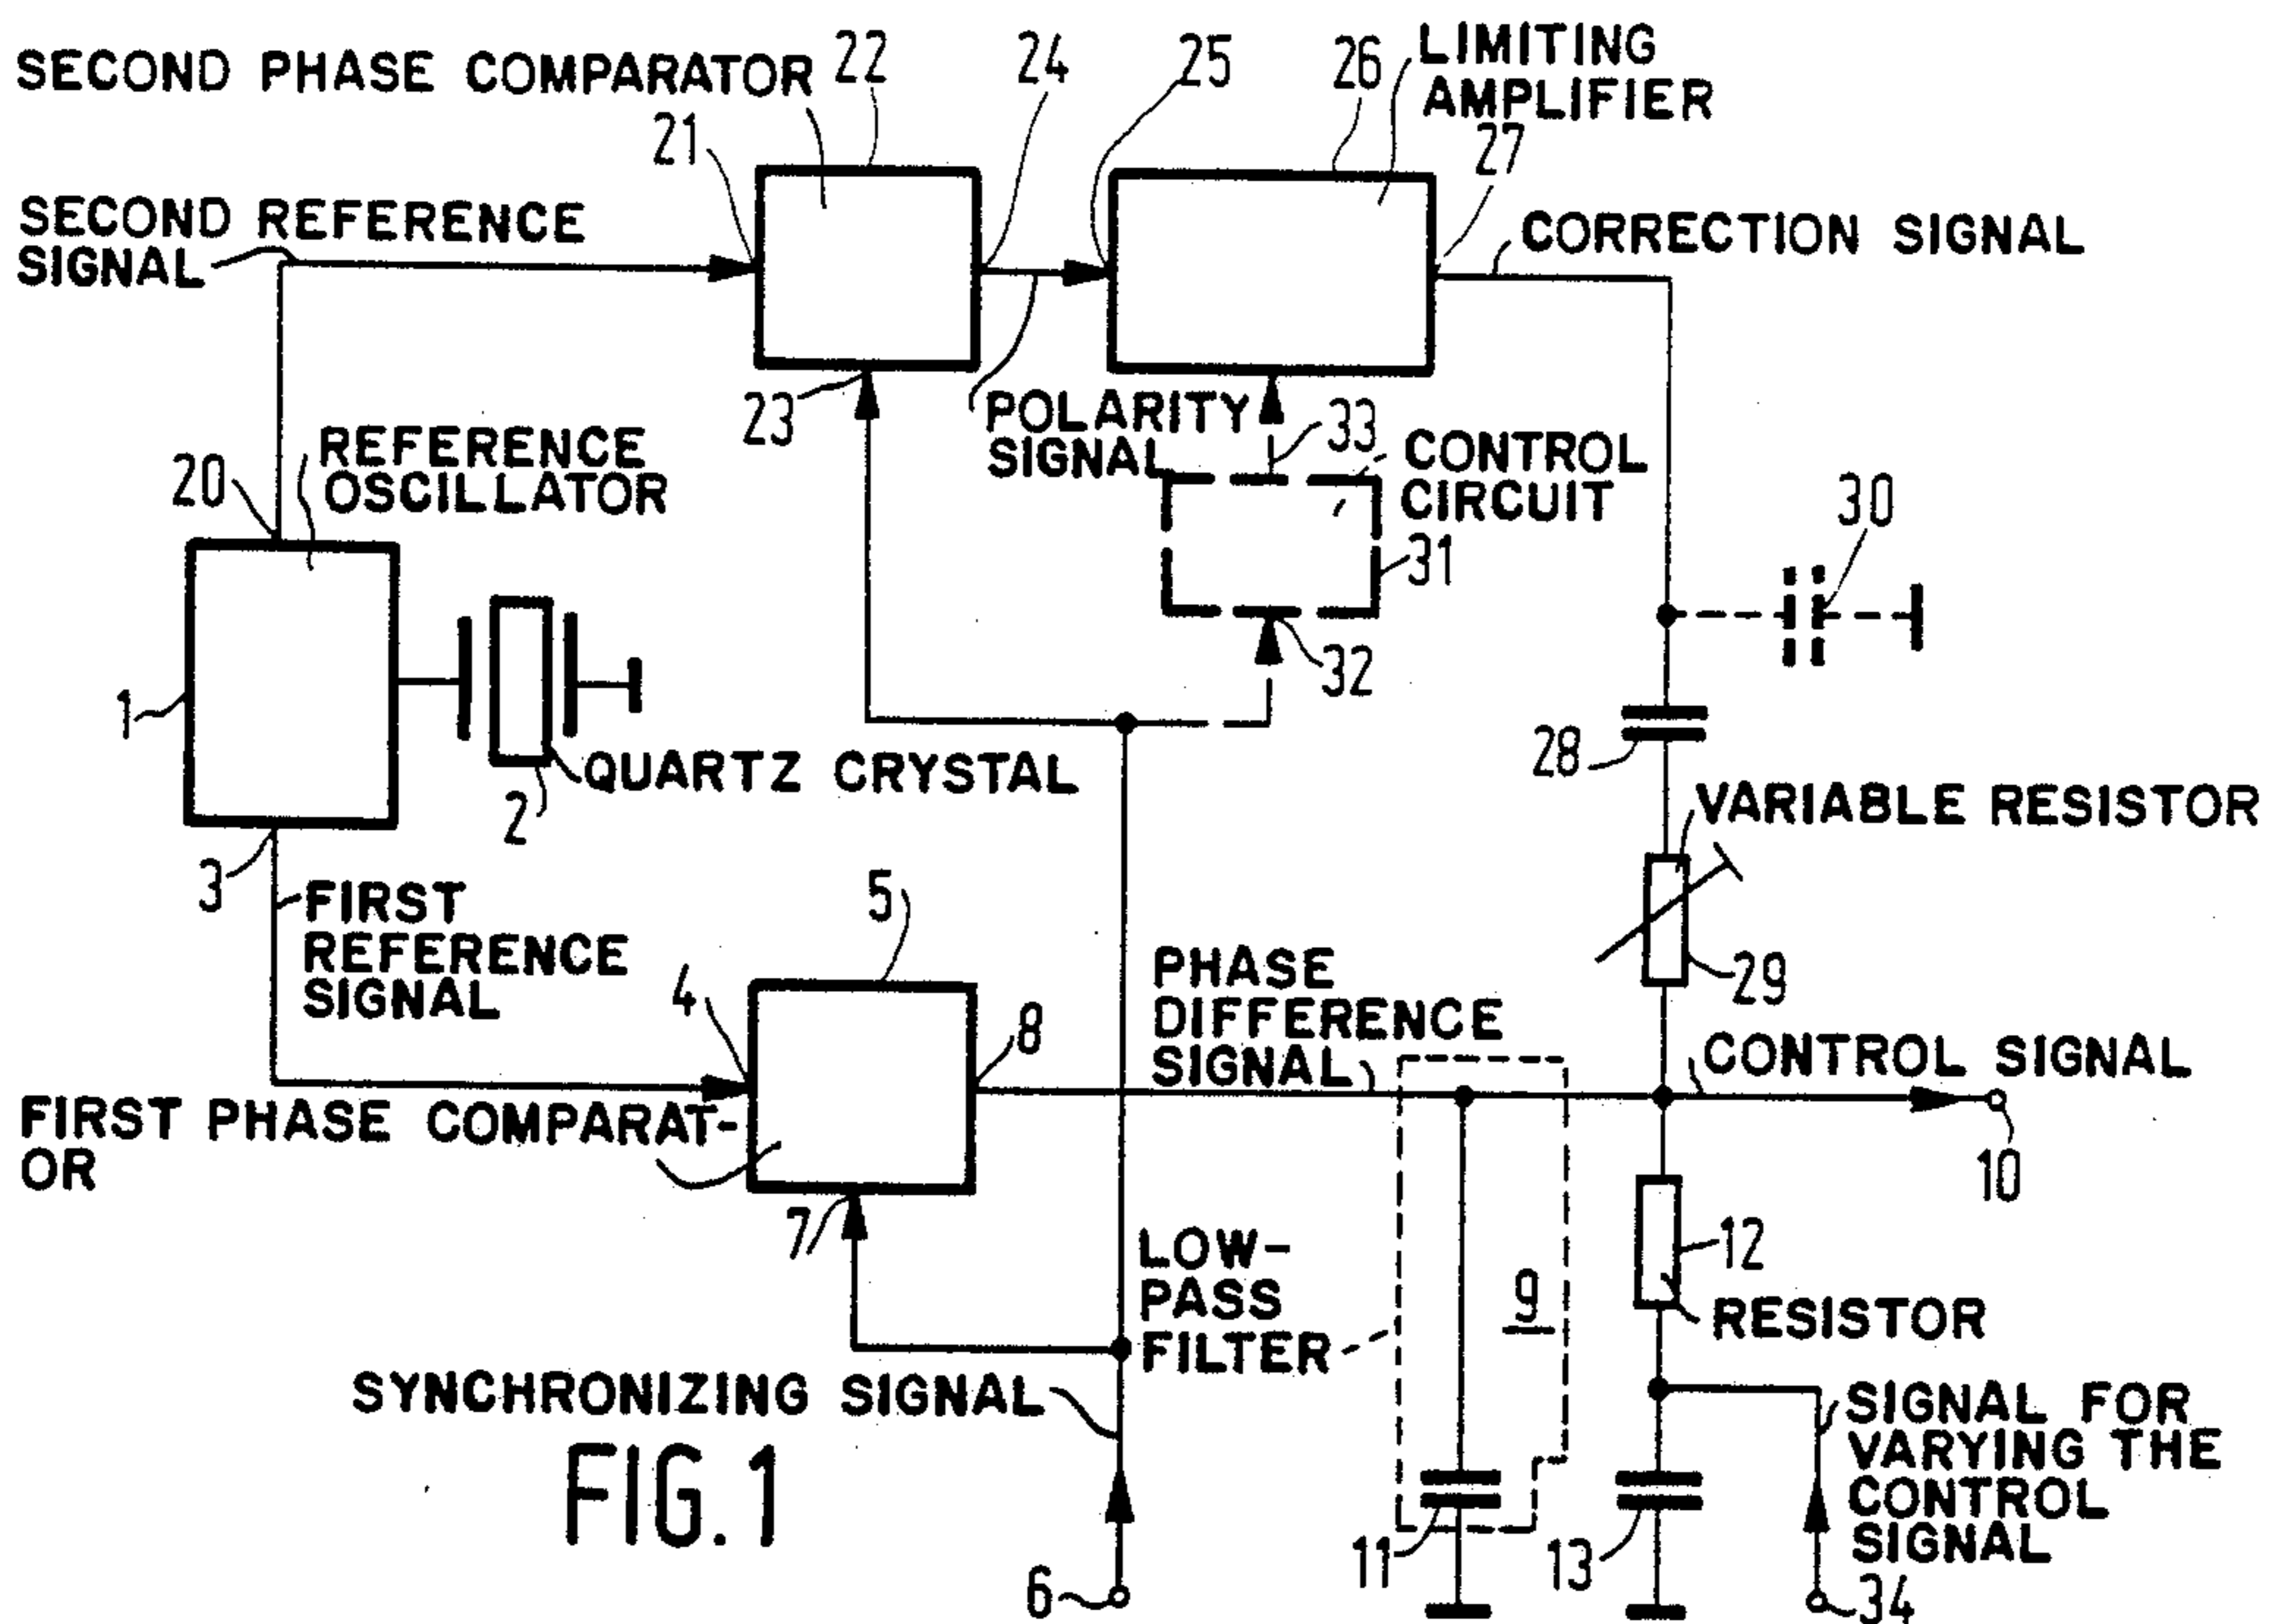 SECOND PHASE COMPARATOR
22
24
25
26
LIMITING
AMPLIFIER
21
27
SECOND REFERENCE
SIGNAL
CORRECTION SIGNAL
23
POLARITY
SIGNAL
33
CONTROL
CIRCUIT
20
REFERENCE
OSCILLATOR
30
31
32
1
28
QUARTZ CRYSTAL
2
VARIABLE RESISTOR
3
FIRST
REFERENCE
SIGNAL
5
29
4
8
PHASE
DIFFERENCE
SIGNAL
CONTROL SIGNAL
FIRST PHASE COMPARAT-
OR
10
7
LOW-
PASS
FILTER
9
12
RESISTOR
SYNCHRONIZING SIGNAL
SIGNAL FOR
VARYING THE
CONTROL
SIGNAL
FIG.1
11
13
6
34